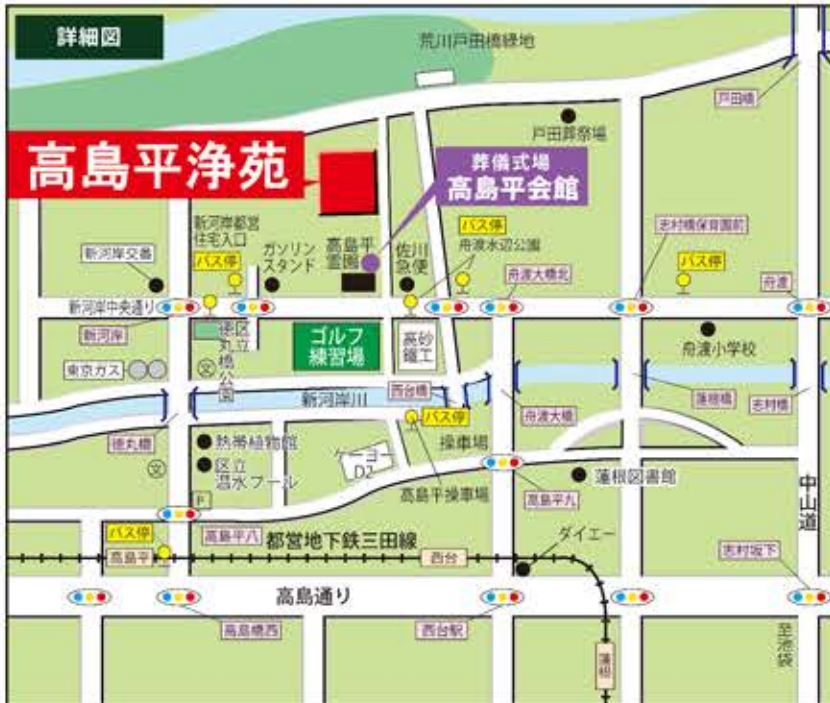 詳細図
荒川戸田橋緑地
戸田橋
戸田葬祭場
高島平浄苑
葬儀式場
高島平会館
新河岸都営
住宅入口
バス停
ガソリン
スタンド
高島平
霊園
佐川
急便
バス停
舟渡水辺公園
志村橋保育園前
バス停
新河岸交番
舟渡大橋北
舟渡
新河岸中央通り
新河岸
区立
徳丸橋公園
ゴルフ
練習場
高砂
鐵工
舟渡小学校
東京ガス
文
新河岸川
西台橋
バス停
舟渡大橋
蓮根橋
志村橋
徳丸橋
文
熱帯植物館
区立
温水プール
ケーヨー
D2
操車場
高島平操車場
高島平九
蓮根図書館
中山道
P
バス停
高島平
高島平八
都営地下鉄三田線
西台
ダイエー
志村坂下
高島通り
高島橋西
西台駅
蓮根
至池袋